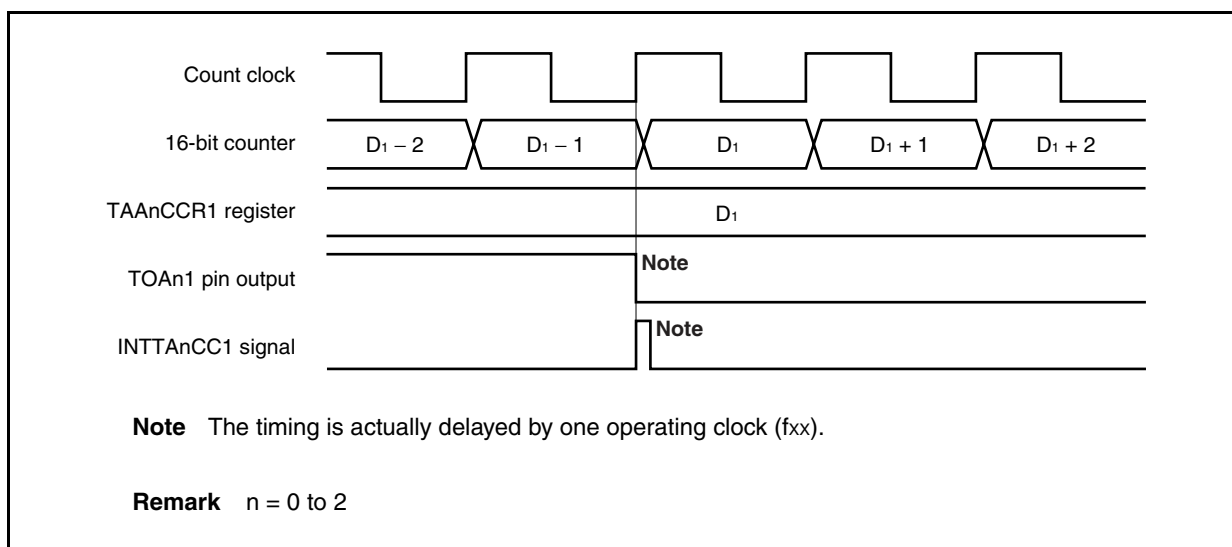 Count clock
16-bit counter D1 − 2 D1 − 1 D1 D1 + 1 D1 + 2
TAAnCCR1 register D1
TOAn1 pin output Note
INTTAnCC1 signal Note
Note The timing is actually delayed by one operating clock (fxx).
Remark n = 0 to 2